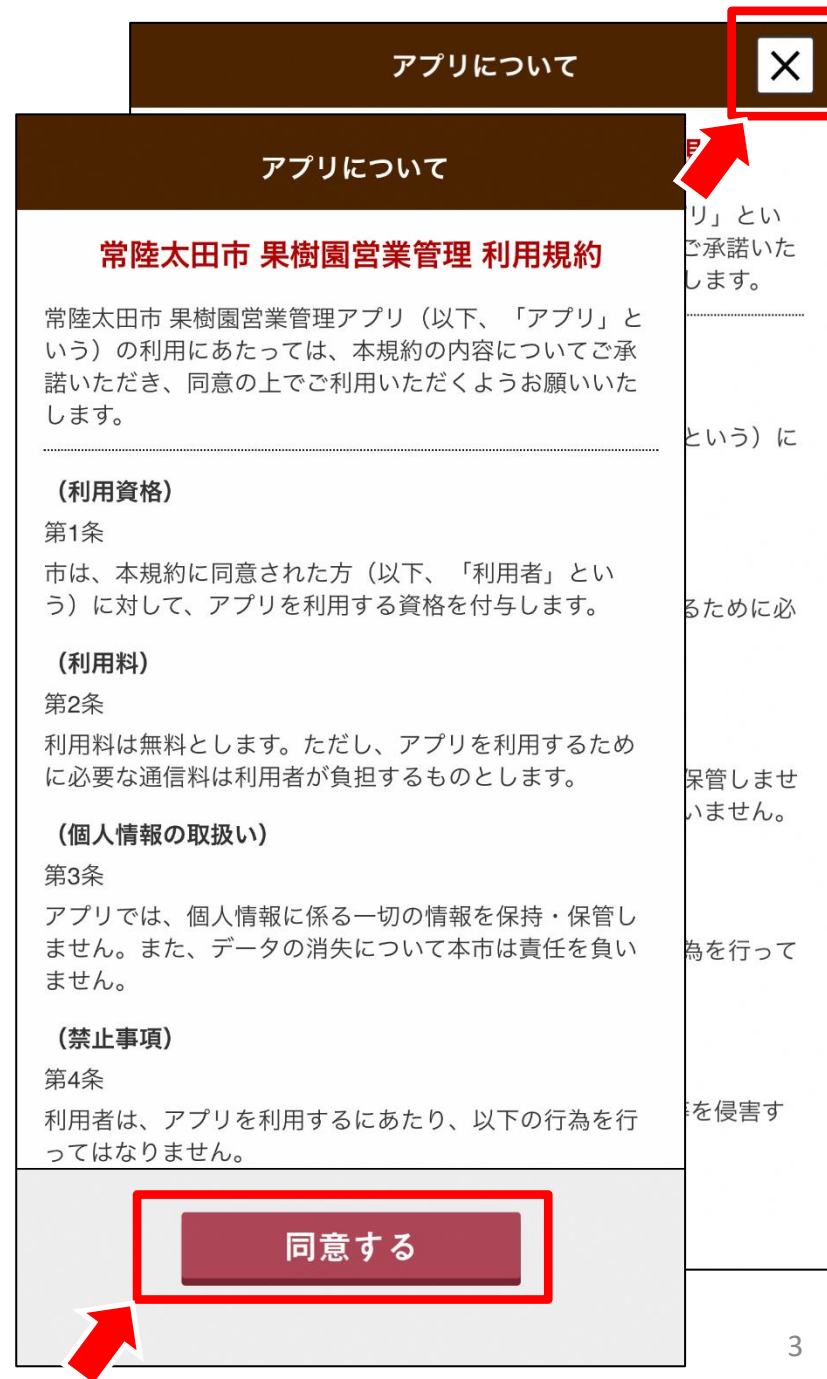 アプリについて
アプリについて
常陸太田市 果樹園営業管理 利用規約
常陸太田市 果樹園営業管理アプリ（以下、「アプリ」と
いう）の利用にあたっては、本規約の内容についてご承
諾いただき、同意の上でご利用いただくようお願いいた
します。
（利用資格）
第1条
市は、本規約に同意された方（以下、「利用者」とい
う）に対して、アプリを利用する資格を付与します。
（利用料）
第2条
利用料は無料とします。ただし、アプリを利用するため
に必要な通信料は利用者が負担するものとします。
（個人情報の取扱い）
第3条
アプリでは、個人情報に係る一切の情報を保持・保管し
ません。また、データの消失について本市は責任を負い
ません。
（禁止事項）
第4条
利用者は、アプリを利用するにあたり、以下の行為を行
ってはなりません。
同意する
リ」とい
ご承諾いた
します。
という）に
るために必
保管しませ
いません。
為を行って
を侵害す
3